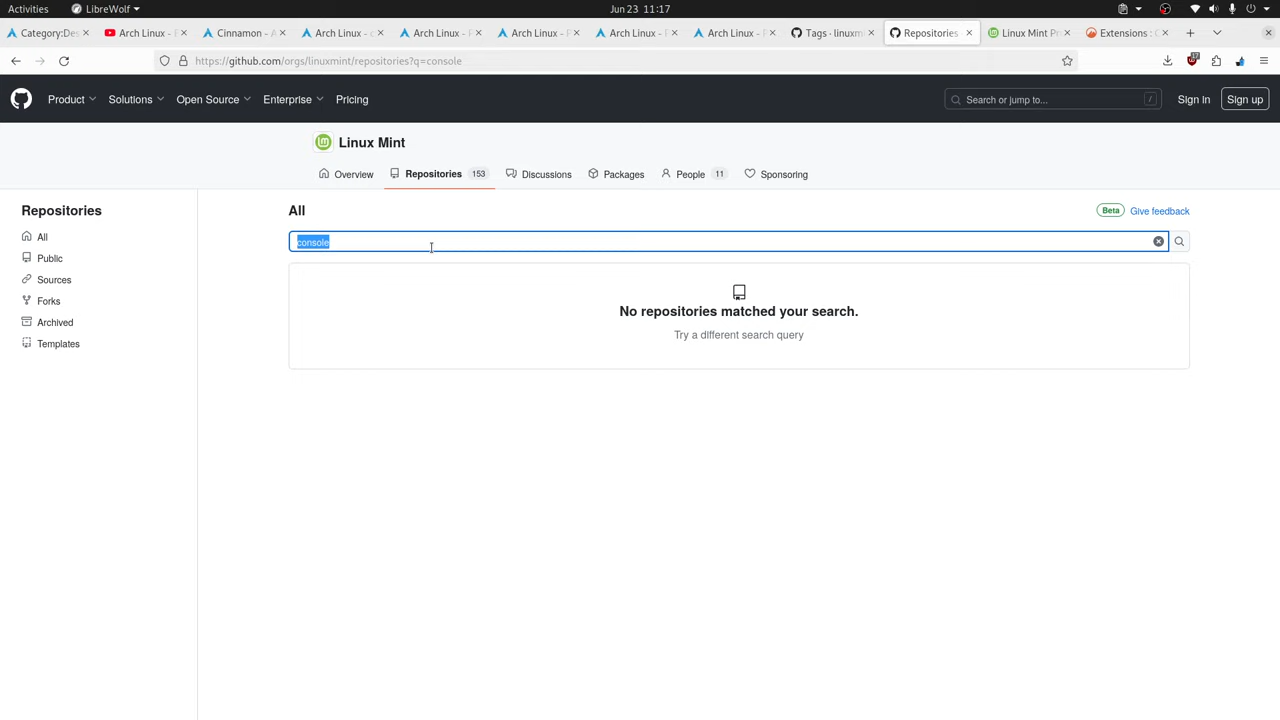 Activities
LibreWolf
Jun 23 11:17
Category:Des
Arch Linux -
Cinnamon - A
Arch Linux - c
Arch Linux - P
Arch Linux - F
Arch Linux - P
Tags · linuxm
Repositories
Linux Mint Pr
Extensions : C
https://github.com/orgs/linuxmint/repositories?q=console
17
Product
Solutions
Open Source
Enterprise
Pricing
Search or jump to...
/
Sign in
Sign up
Linux Mint
Overview
Repositories 153
Discussions
Packages
People 11
Sponsoring
Repositories
All
Public
Sources
Forks
Archived
Templates
All
Beta
Give feedback
console
No repositories matched your search.
Try a different search query